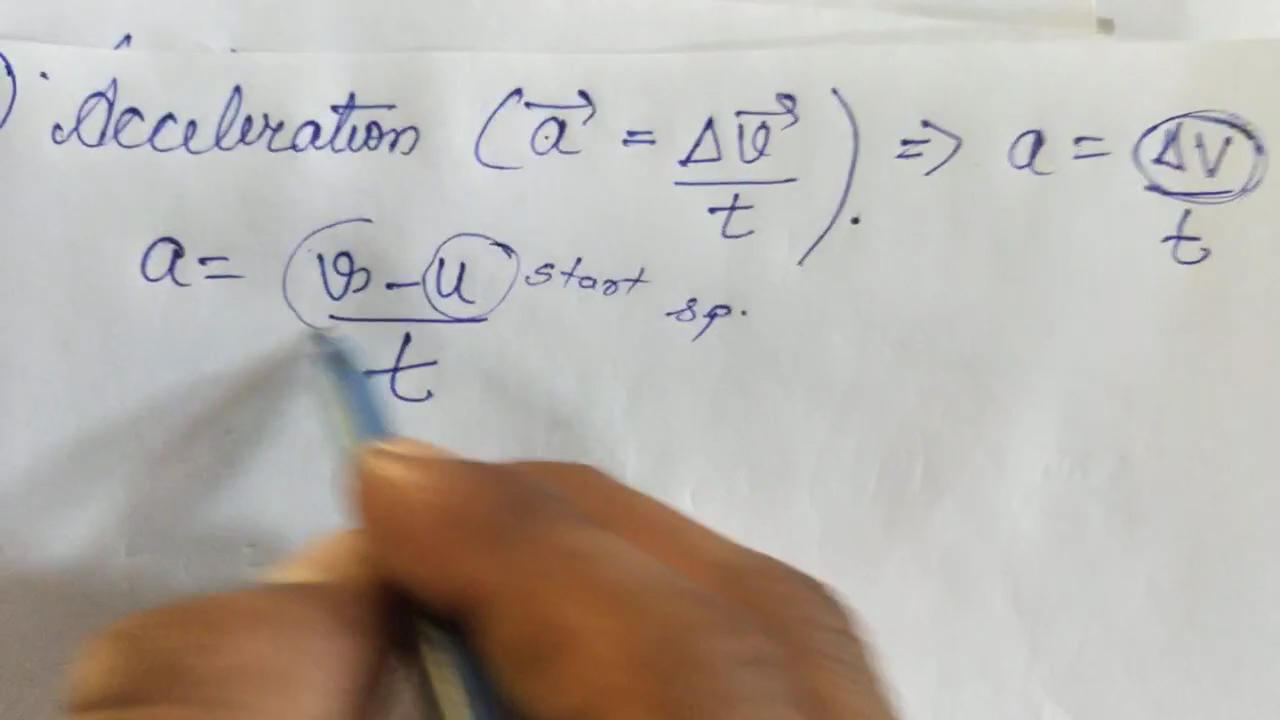 ) Acceleration (a⃗ = Δv⃗/t). => a = ΔV/t
a = v-u/t start sp.